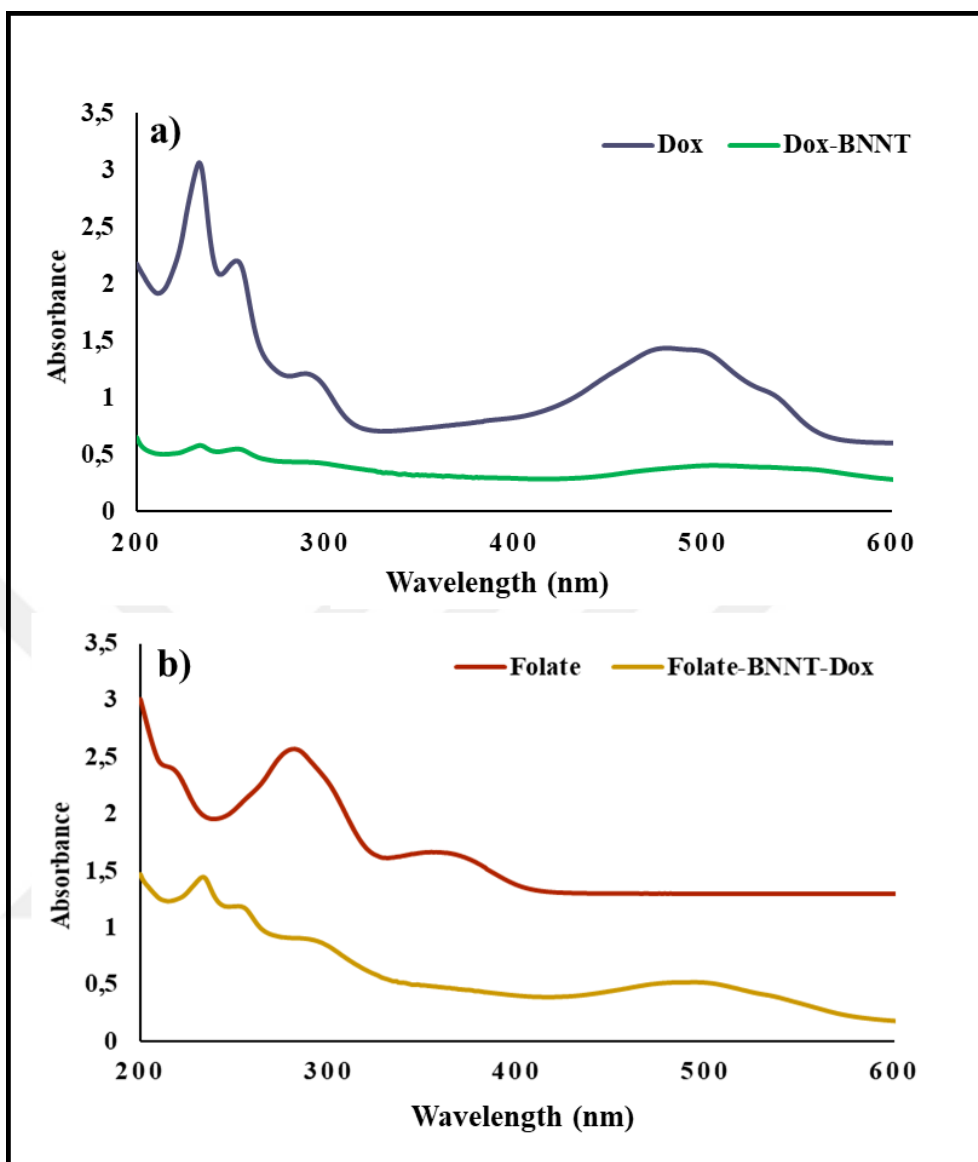 a)
Dox Dox-BNNT
3,5
3
2,5
2
1,5
1
0,5
0
Absorbance
200 300 400 500 600
Wavelength (nm)
b)
Folate Folate-BNNT-Dox
3,5
3
2,5
2
1,5
1
0,5
0
Absorbance
200 300 400 500 600
Wavelength (nm)